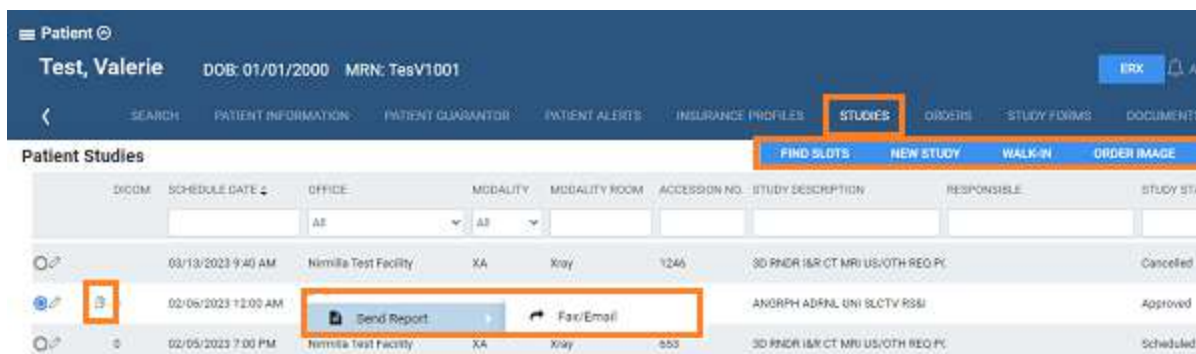 Patient
Test, Valerie DOB: 01/01/2000 MRN: TesV1001 ERX
SEARCH PATIENT INFORMATION PATIENT GUARANTOR PATIENT ALERTS INSURANCE PROFILES STUDIES ORDERS STUDY FORMS DOCUMENTS
Patient Studies FIND SLOTS NEW STUDY WALK-IN ORDER IMAGE
DICOM SCHEDULE DATE OFFICE MODALITY MODALITY ROOM ACCESSION NO. STUDY DESCRIPTION RESPONSIBLE STUDY ST
All All
03/13/2023 9:40 AM Nirmilla Test Facility XA Xray 1246 3D RNDR I&R CT MRI US/OTH REQ PC Cancelled
02/06/2023 12:00 AM ANGRPH ADRNL UNI SLCTV RS&I Approved
Send Report Fax/Email
0 02/05/2023 7:00 PM Nirmilla Test Facility XA Xray 653 3D RNDR I&R CT MRI US/OTH REQ PC Scheduled